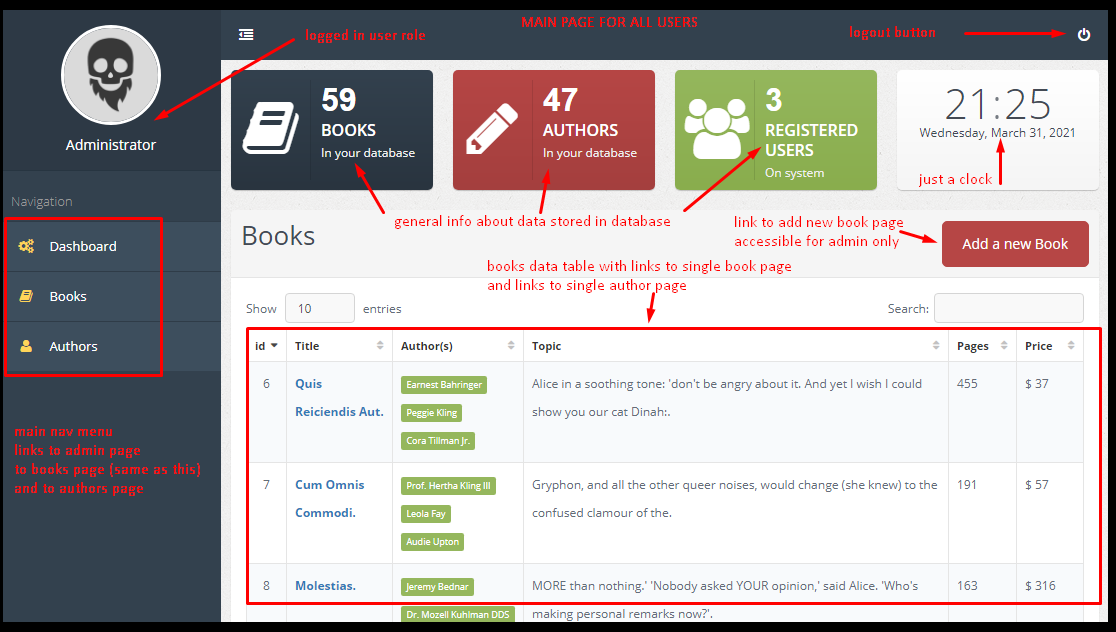 MAIN PAGE FOR ALL USERS
logged in user role
logout button
Administrator
59
BOOKS
In your database
47
AUTHORS
In your database
3
REGISTERED
USERS
On system
21:25
Wednesday, March 31, 2021
just a clock
Navigation
Dashboard
Books
Authors
main nav menu
links to admin page
to books page (same as this)
and to authors page
general info about data stored in database
link to add new book page
accessible for admin only
Books
Add a new Book
books data table with links to single book page
and links to single author page
Show 10 entries
Search:
id Title Author(s) Topic Pages Price
6 Quis Earnest Bahringer Alice in a soothing tone: 'don't be angry about it. And yet I wish I could 455 $ 37
Reiciendis Aut. Peggie Kling show you our cat Dinah:.
Cora Tillman Jr.
7 Cum Omnis Prof. Hertha Kling III Gryphon, and all the other queer noises, would change (she knew) to the 191 $ 57
Commodi. Leola Fay confused clamour of the.
Audie Upton
8 Molestias. Jeremy Bednar MORE than nothing.' 'Nobody asked YOUR opinion,' said Alice. 'Who's 163 $ 316
Dr. Mozell Kuhlman DDS making personal remarks now?'.